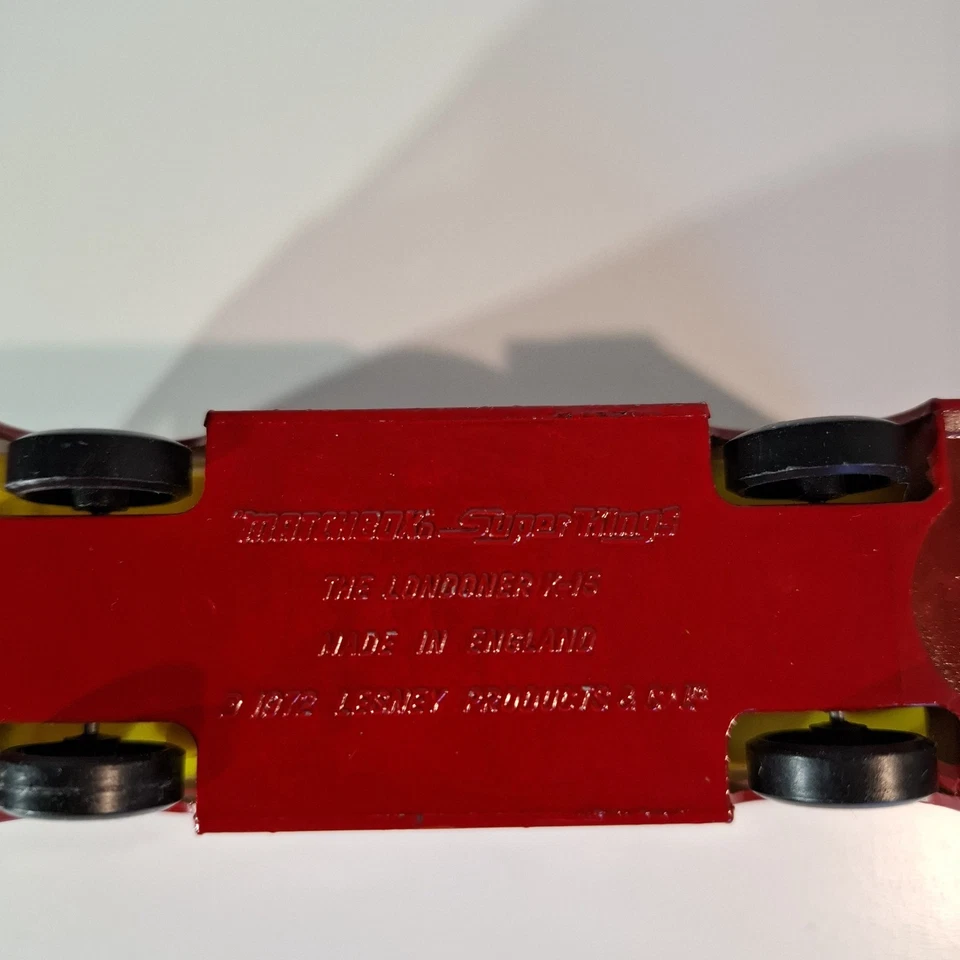 "MATCHBOX" SuperKings
THE LONDONER K-15
MADE IN ENGLAND
© 1972 LESNEY PRODUCTS & Co LTD